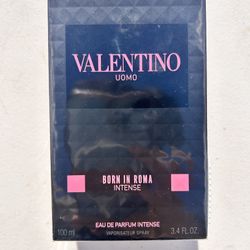 VALENTINO
UOMO
BORN IN ROMA
INTENSE
EAU DE PARFUM INTENSE
100 ml VAPORISATEUR SPRAY 3.4 FL. OZ